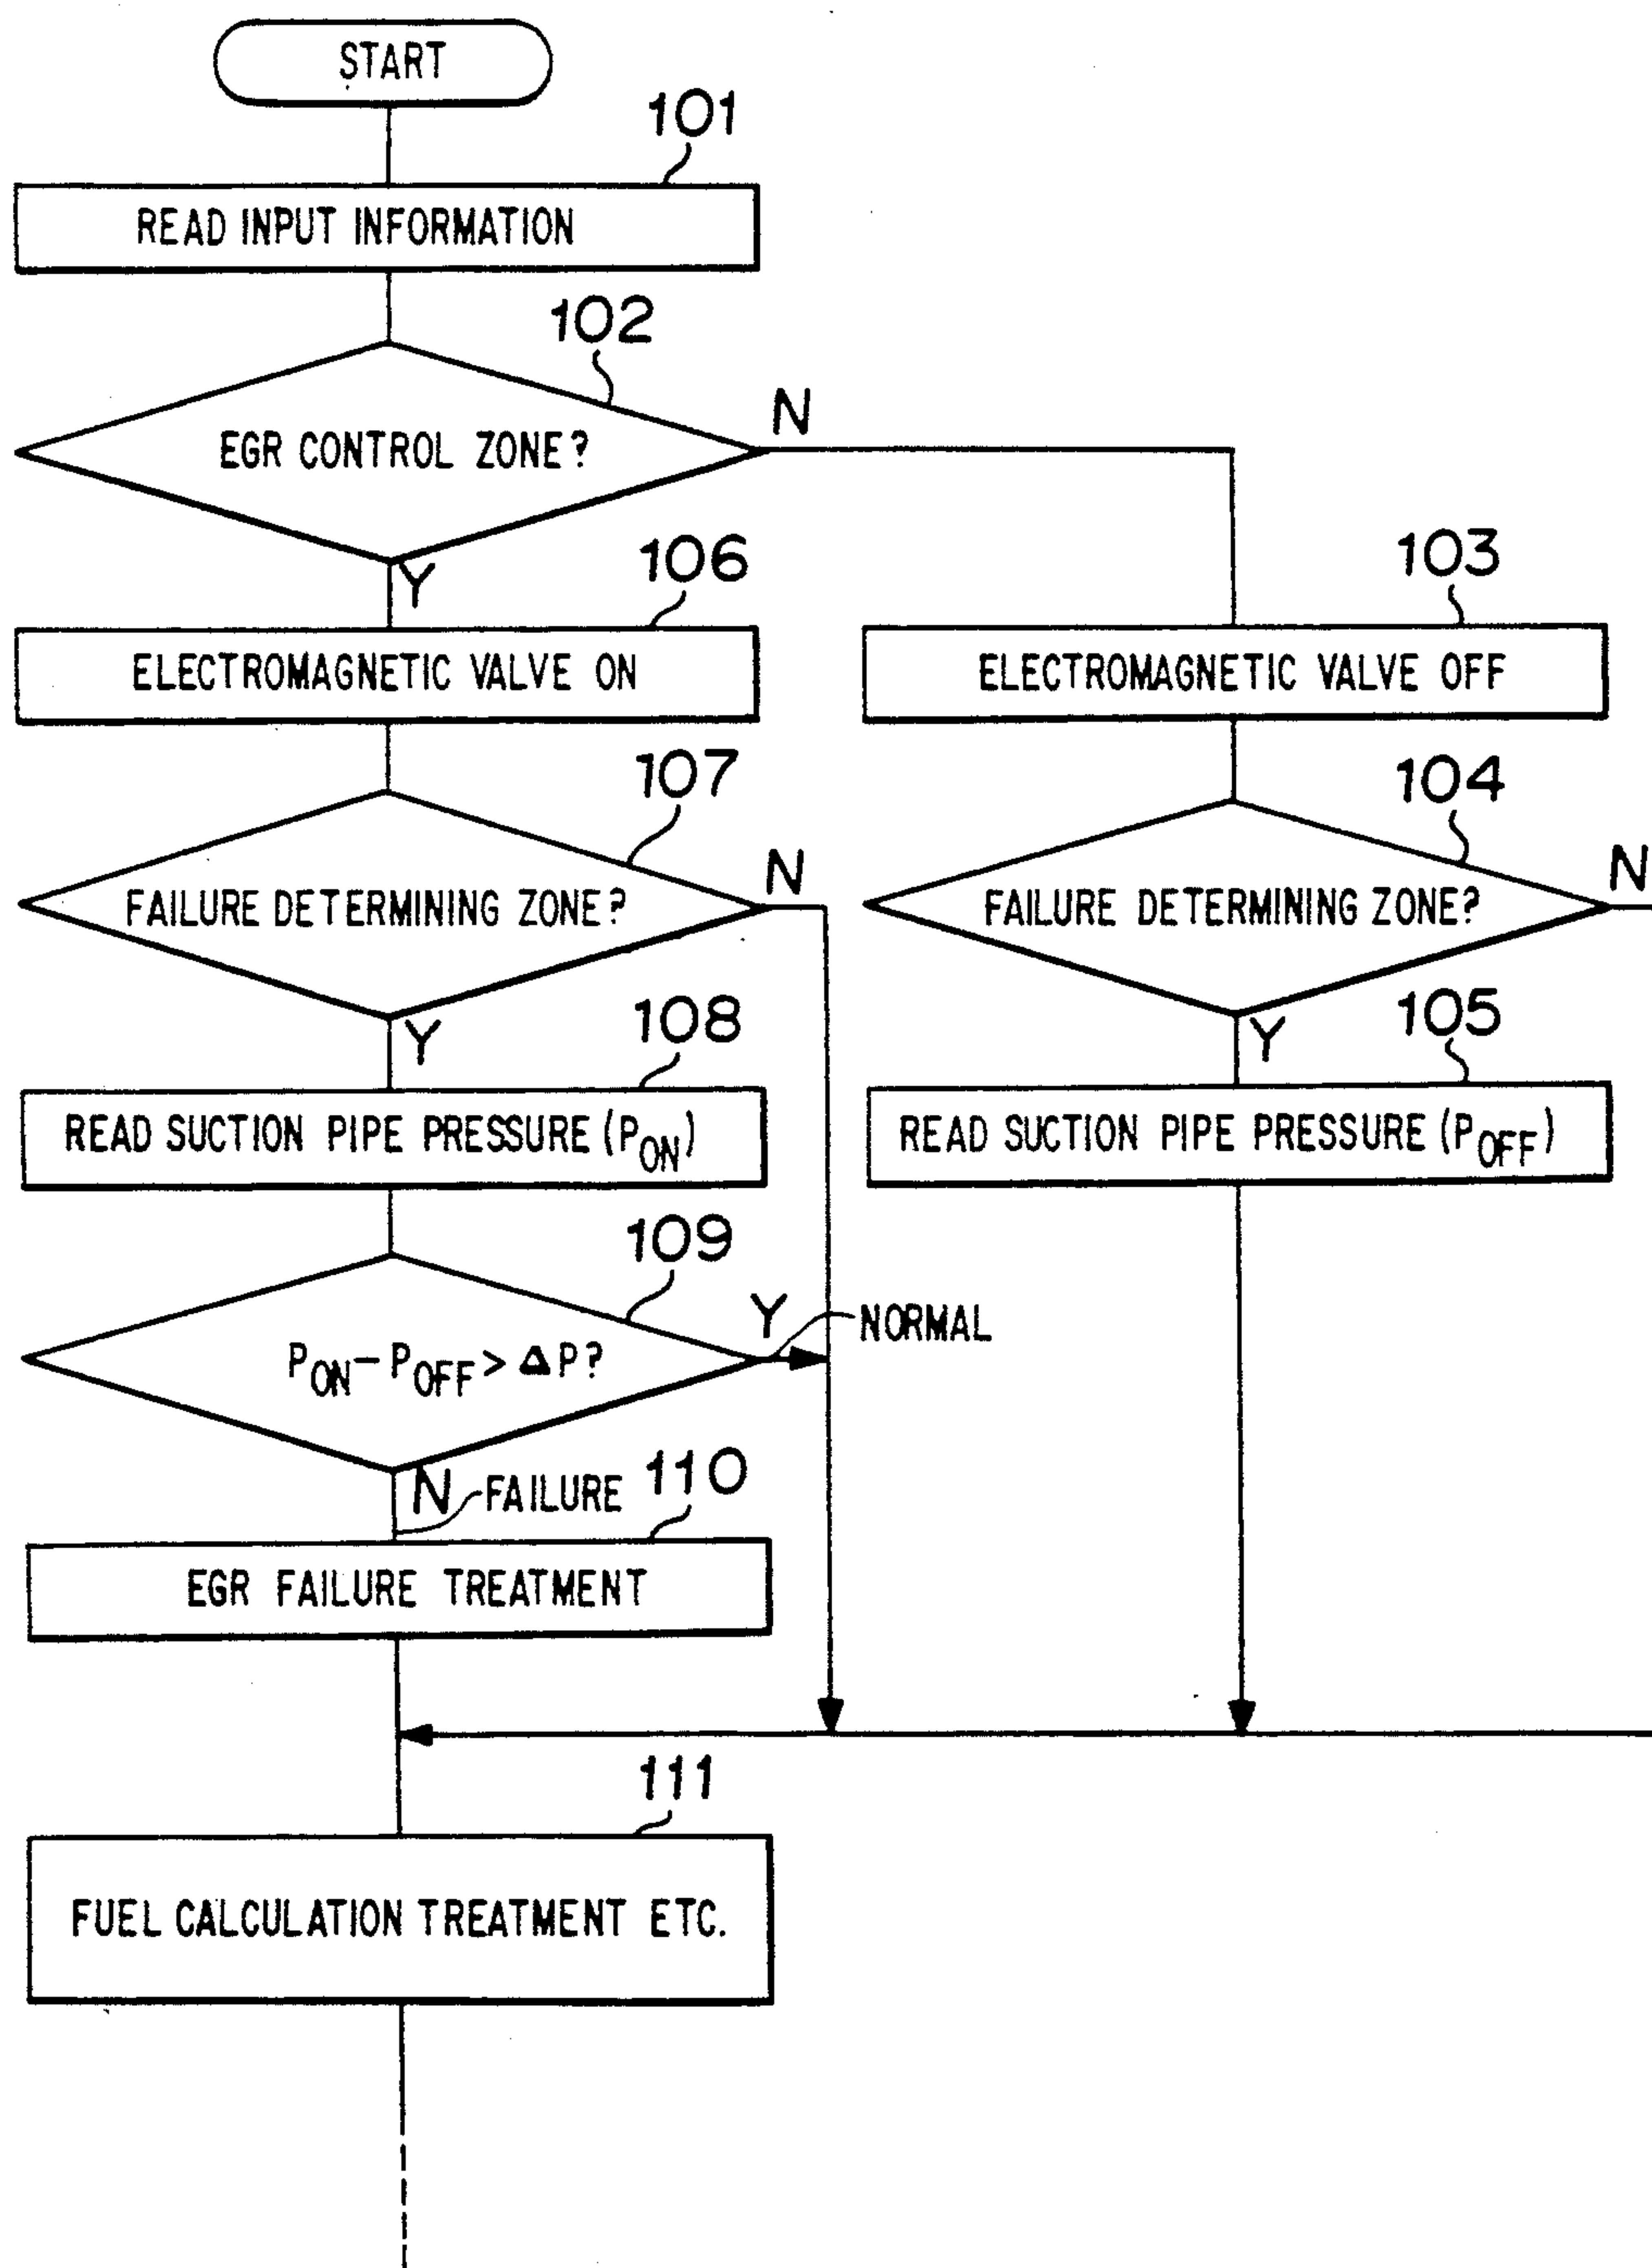 START
101
READ INPUT INFORMATION
102
EGR CONTROL ZONE?
N
Y
106
ELECTROMAGNETIC VALVE ON
103
ELECTROMAGNETIC VALVE OFF
107
FAILURE DETERMINING ZONE?
N
Y
104
FAILURE DETERMINING ZONE?
N
Y
108
READ SUCTION PIPE PRESSURE (PON)
105
READ SUCTION PIPE PRESSURE (POFF)
109
PON-POFF> ΔP?
Y
NORMAL
N
FAILURE
110
EGR FAILURE TREATMENT
111
FUEL CALCULATION TREATMENT ETC.